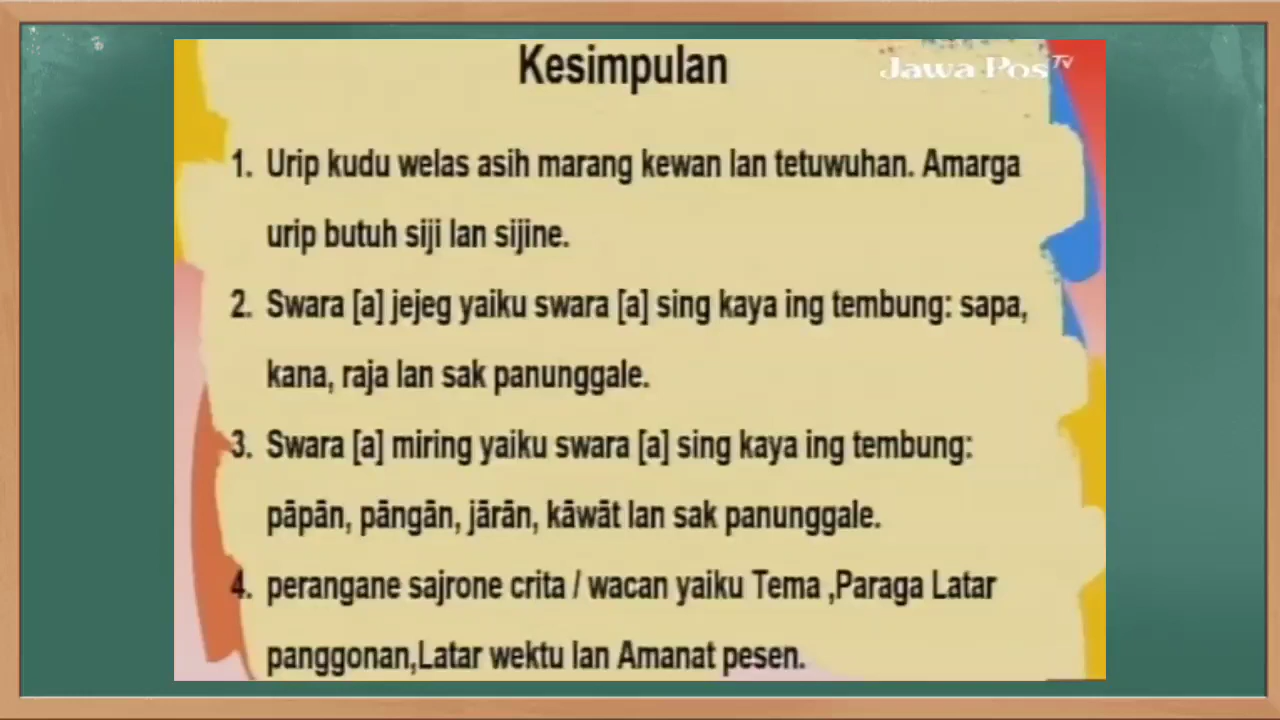 Kesimpulan
Jawa Pos TV
1. Urip kudu welas asih marang kewan lan tetuwuhan. Amarga
urip butuh siji lan sijine.
2. Swara [a] jejeg yaiku swara [a] sing kaya ing tembung: sapa,
kana, raja lan sak panunggale.
3. Swara [a] miring yaiku swara [a] sing kaya ing tembung:
pāpān, pāngān, jārān, kāwāt lan sak panunggale.
4. perangane sajrone crita / wacan yaiku Tema ,Paraga Latar
panggonan,Latar wektu lan Amanat pesen.